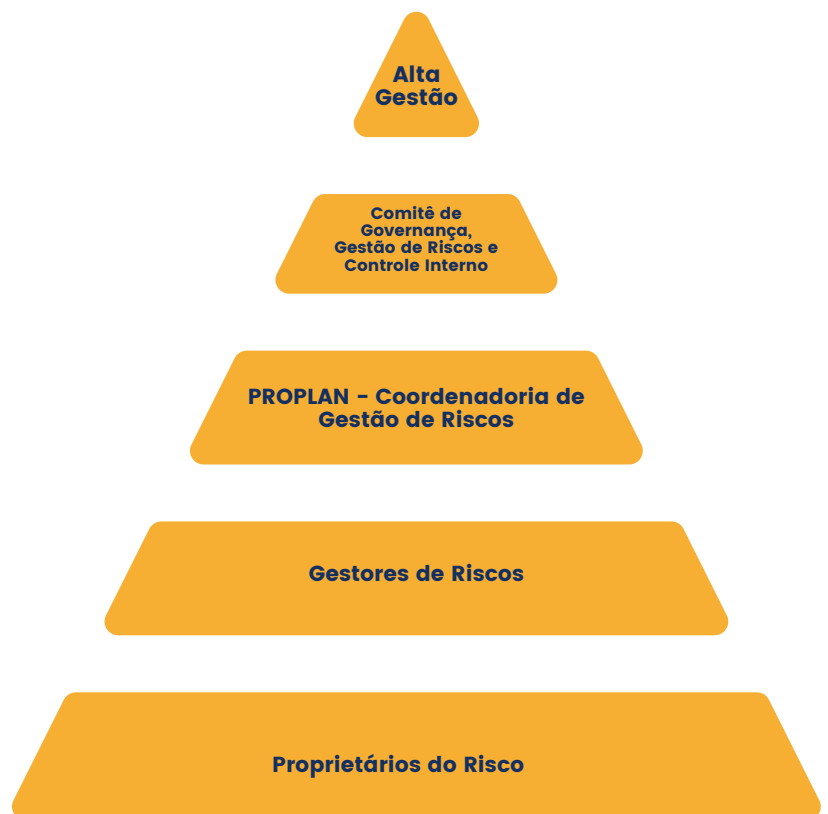 Alta
Gestão
Comitê de
Governança,
Gestão de Riscos e
Controle Interno
PROPLAN - Coordenadoria de
Gestão de Riscos
Gestores de Riscos
Proprietários do Risco